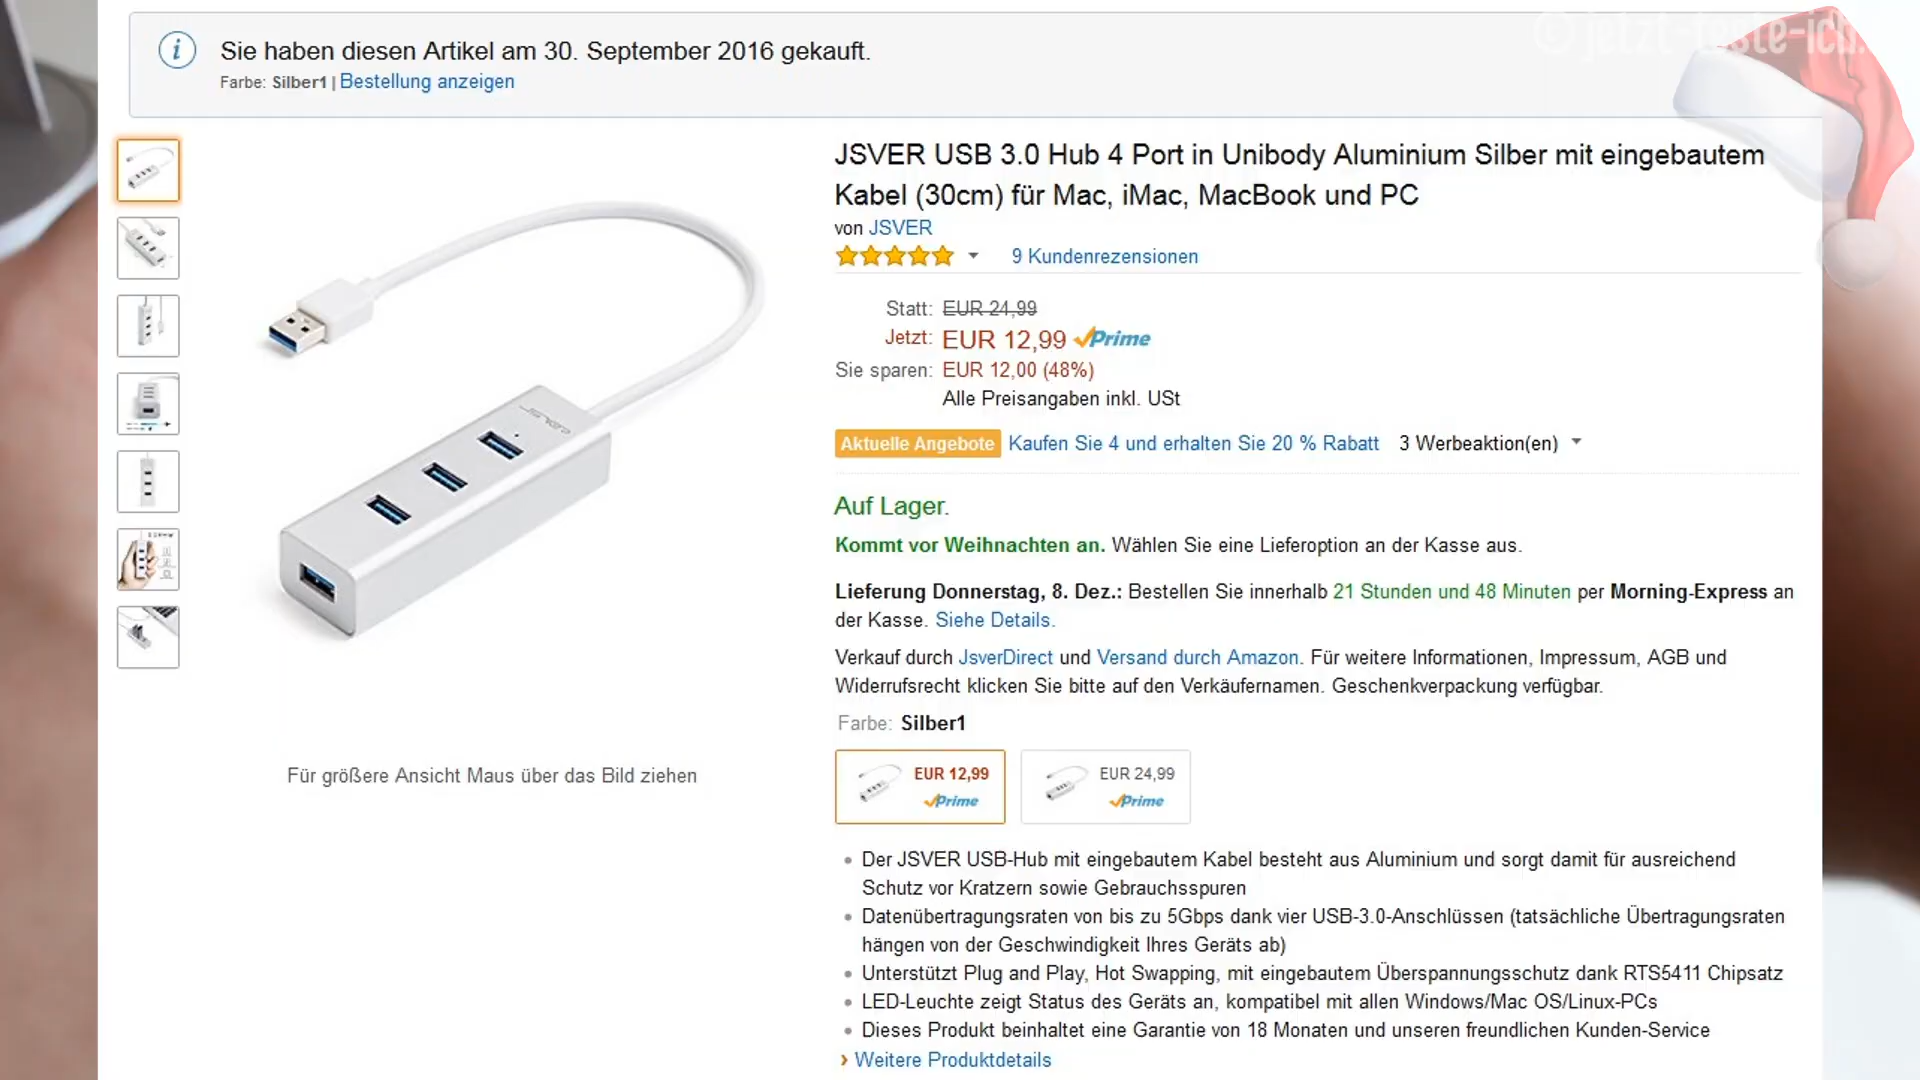 © jetzt-teste-ich.
Sie haben diesen Artikel am 30. September 2016 gekauft.
Farbe: Silber1 | Bestellung anzeigen
JSVER USB 3.0 Hub 4 Port in Unibody Aluminium Silber mit eingebautem
Kabel (30cm) für Mac, iMac, MacBook und PC
von JSVER
9 Kundenrezensionen
Statt: EUR 24,99
Jetzt: EUR 12,99 Prime
Sie sparen: EUR 12,00 (48%)
Alle Preisangaben inkl. USt
Aktuelle Angebote Kaufen Sie 4 und erhalten Sie 20 % Rabatt 3 Werbeaktion(en)
Auf Lager.
Kommt vor Weihnachten an. Wählen Sie eine Lieferoption an der Kasse aus.
Lieferung Donnerstag, 8. Dez.: Bestellen Sie innerhalb 21 Stunden und 48 Minuten per Morning-Express an
der Kasse. Siehe Details.
Verkauf durch JsverDirect und Versand durch Amazon. Für weitere Informationen, Impressum, AGB und
Widerrufsrecht klicken Sie bitte auf den Verkäufernamen. Geschenkverpackung verfügbar.
Farbe: Silber1
EUR 12,99 EUR 24,99
Prime Prime
Für größere Ansicht Maus über das Bild ziehen
JSVER
• Der JSVER USB-Hub mit eingebautem Kabel besteht aus Aluminium und sorgt damit für ausreichend
Schutz vor Kratzern sowie Gebrauchsspuren
• Datenübertragungsraten von bis zu 5Gbps dank vier USB-3.0-Anschlüssen (tatsächliche Übertragungsraten
hängen von der Geschwindigkeit Ihres Geräts ab)
• Unterstützt Plug and Play, Hot Swapping, mit eingebautem Überspannungsschutz dank RTS5411 Chipsatz
• LED-Leuchte zeigt Status des Geräts an, kompatibel mit allen Windows/Mac OS/Linux-PCs
• Dieses Produkt beinhaltet eine Garantie von 18 Monaten und unseren freundlichen Kunden-Service
› Weitere Produktdetails